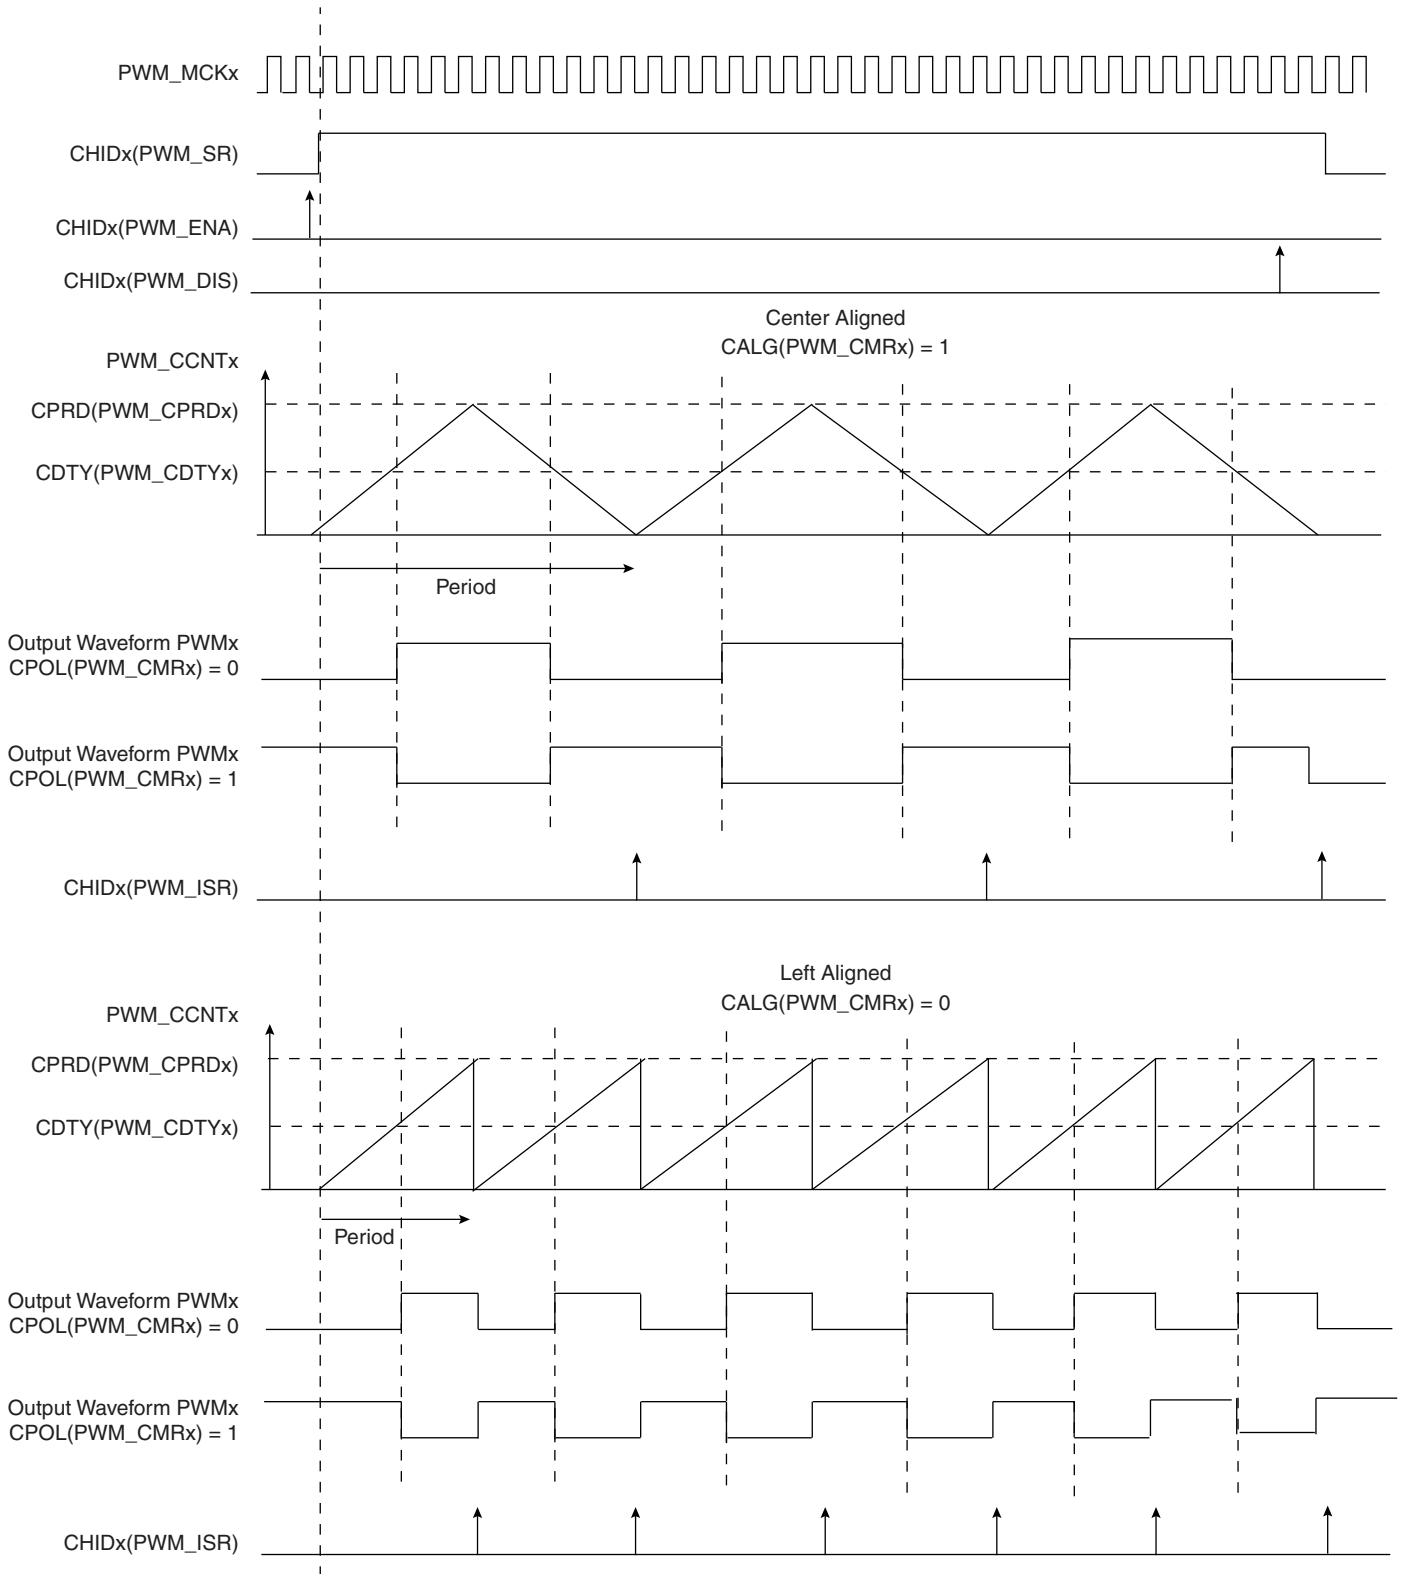 PWM_MCKx
CHIDx(PWM_SR)
CHIDx(PWM_ENA)
CHIDx(PWM_DIS)
Center Aligned
CALG(PWM_CMRx) = 1
PWM_CCNTx
CPRD(PWM_CPRDx)
CDTY(PWM_CDTYx)
Period
Output Waveform PWMx
CPOL(PWM_CMRx) = 0
Output Waveform PWMx
CPOL(PWM_CMRx) = 1
CHIDx(PWM_ISR)
Left Aligned
CALG(PWM_CMRx) = 0
PWM_CCNTx
CPRD(PWM_CPRDx)
CDTY(PWM_CDTYx)
Period
Output Waveform PWMx
CPOL(PWM_CMRx) = 0
Output Waveform PWMx
CPOL(PWM_CMRx) = 1
CHIDx(PWM_ISR)